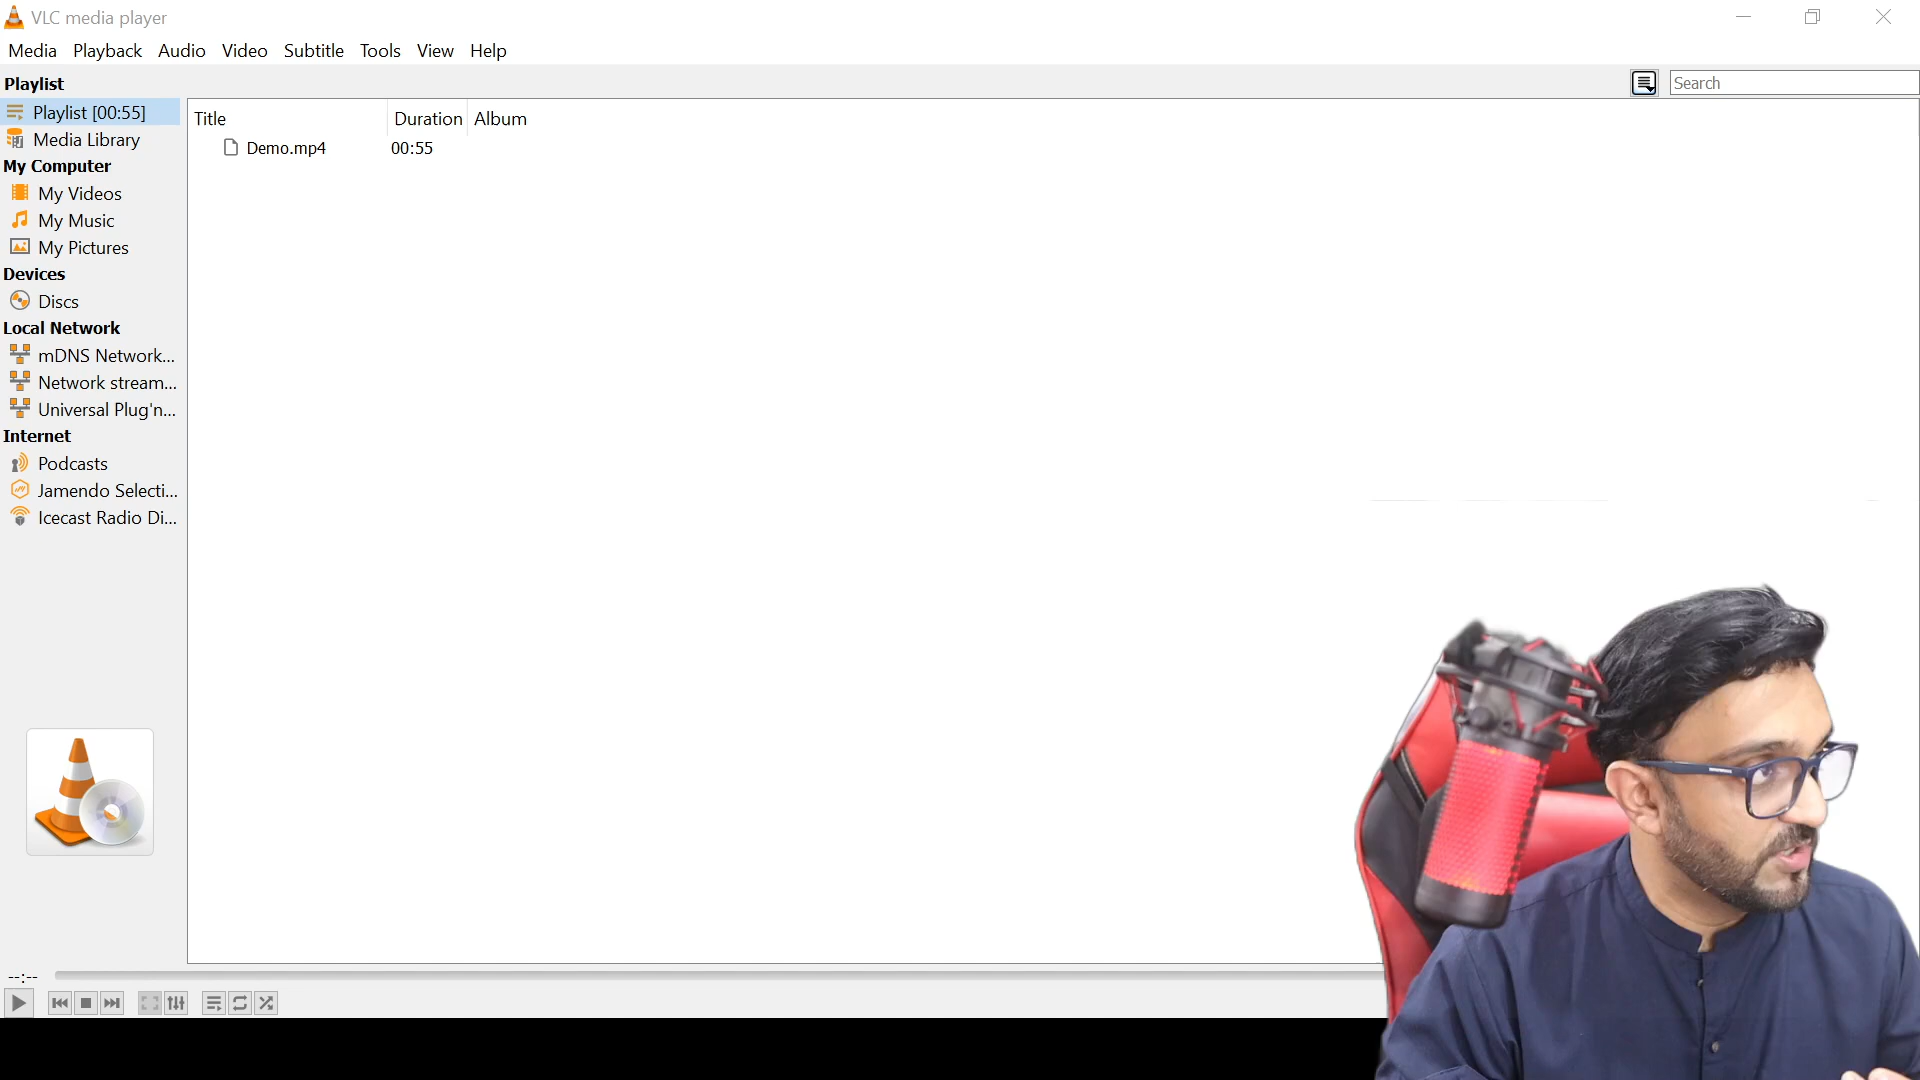 VLC media player
Media Playback Audio Video Subtitle Tools View Help
Playlist
Search
Playlist [00:55]
Media Library
My Computer
My Videos
My Music
My Pictures
Devices
Discs
Local Network
mDNS Network...
Network stream...
Universal Plug'n...
Internet
Podcasts
Jamendo Selecti...
Icecast Radio Di...
Title Duration Album
Demo.mp4 00:55
--:--